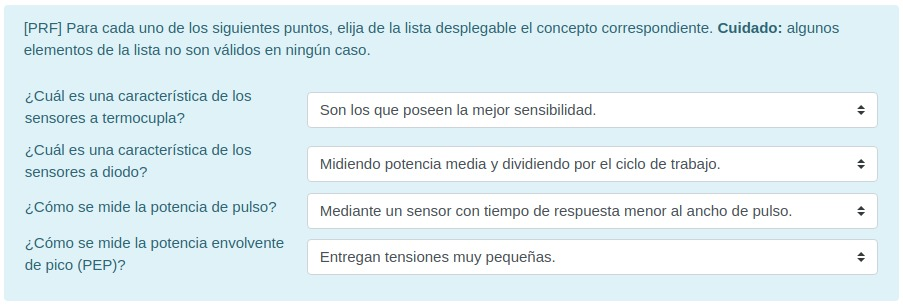 [PRF] Para cada uno de los siguientes puntos, elija de la lista desplegable el concepto correspondiente. Cuidado: algunos
elementos de la lista no son válidos en ningún caso.
¿Cuál es una característica de los
sensores a termocupla?
Son los que poseen la mejor sensibilidad.
¿Cuál es una característica de los
sensores a diodo?
Midiendo potencia media y dividiendo por el ciclo de trabajo.
¿Cómo se mide la potencia de pulso?
Mediante un sensor con tiempo de respuesta menor al ancho de pulso.
¿Cómo se mide la potencia envolvente
de pico (PEP)?
Entregan tensiones muy pequeñas.